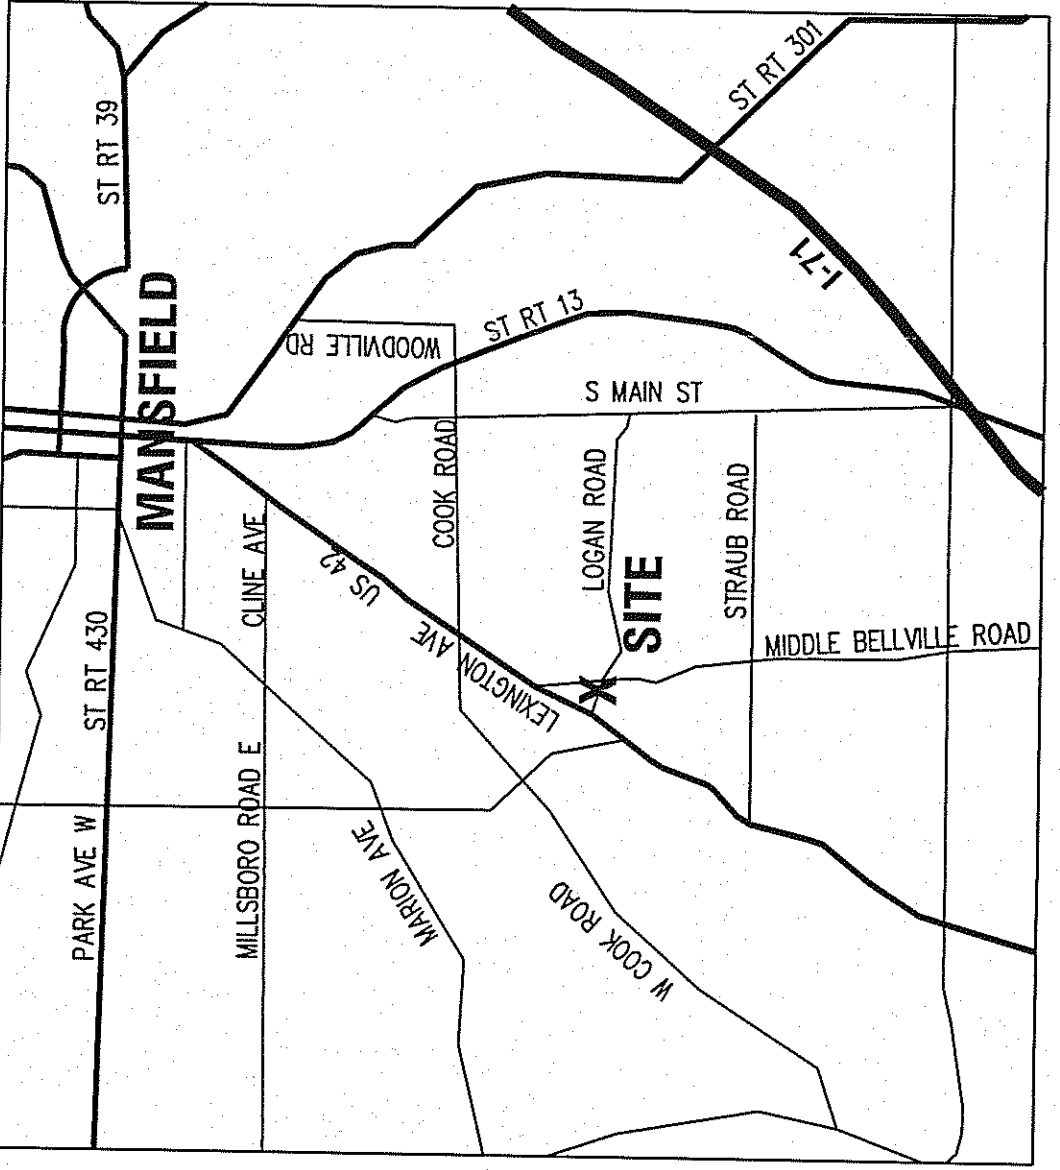 ST RT 39
ST RT 301
I-71
MANSFIELD
WOODVILLE RD
ST RT 13
S MAIN ST
COOK ROAD
LOGAN ROAD
STRAUB ROAD
CLINE AVE
US 42
LEXINGTON AVE
SITE
X
MIDDLE BELLVILLE ROAD
PARK AVE W
ST RT 430
MILLSBORO ROAD E
MARION AVE
W COOK ROAD